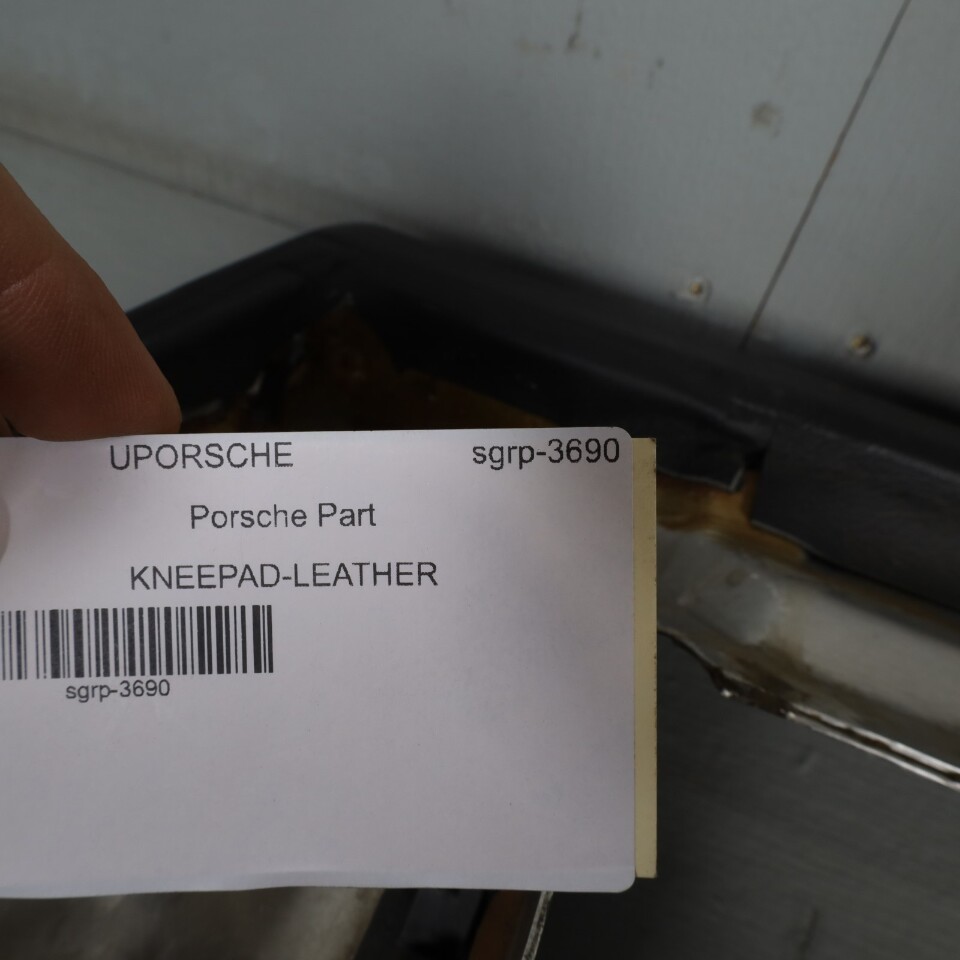 UPORSCHE sgrp-3690
Porsche Part
KNEEPAD-LEATHER
sgrp-3690